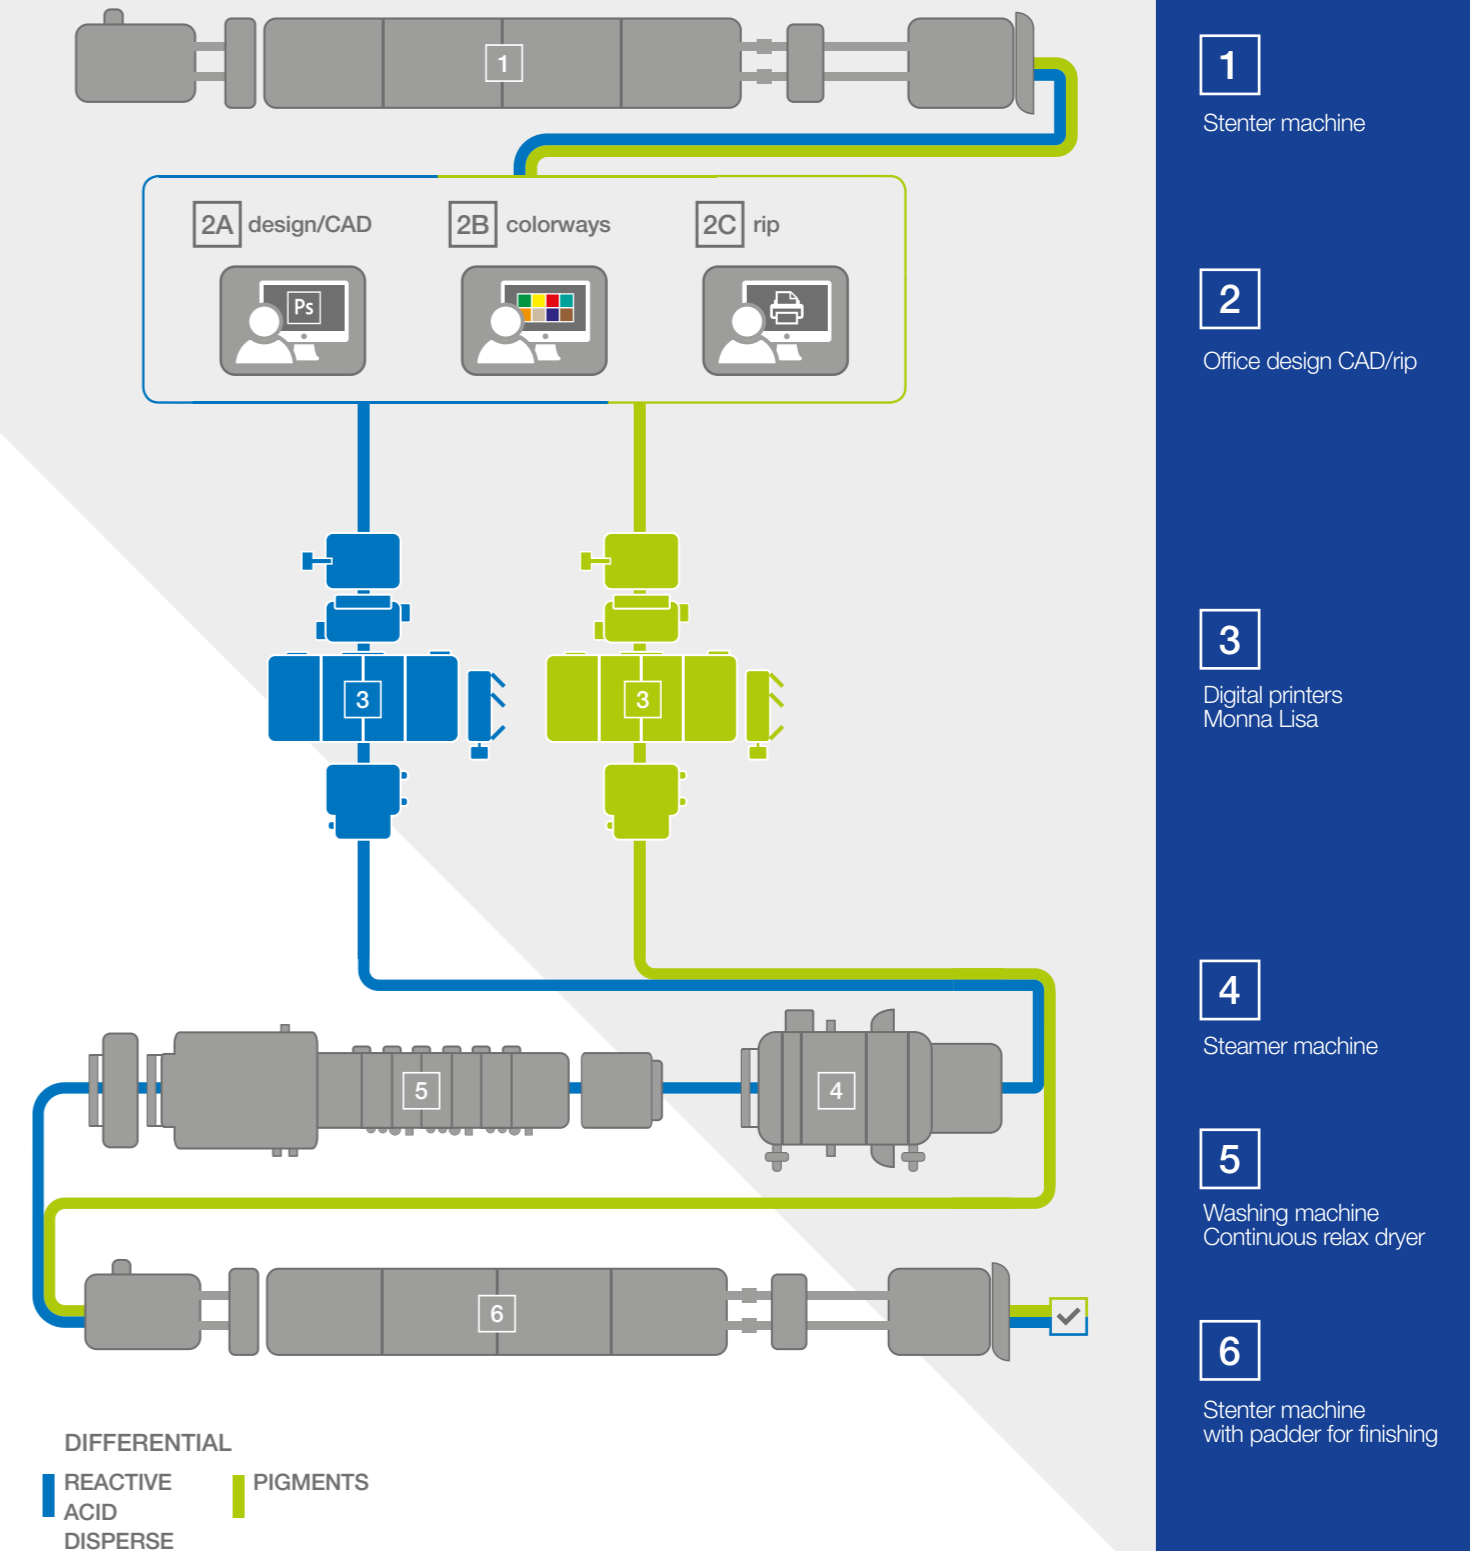 1
1
Stenter machine
2A design/CAD
2B colorways
2C rip
Ps
2
Office design CAD/rip
3
3
3
Digital printers
Monna Lisa
4
Steamer machine
5
4
5
Washing machine
Continuous relax dryer
6
6
Stenter machine
with padder for finishing
DIFFERENTIAL
REACTIVE
ACID
DISPERSE
PIGMENTS